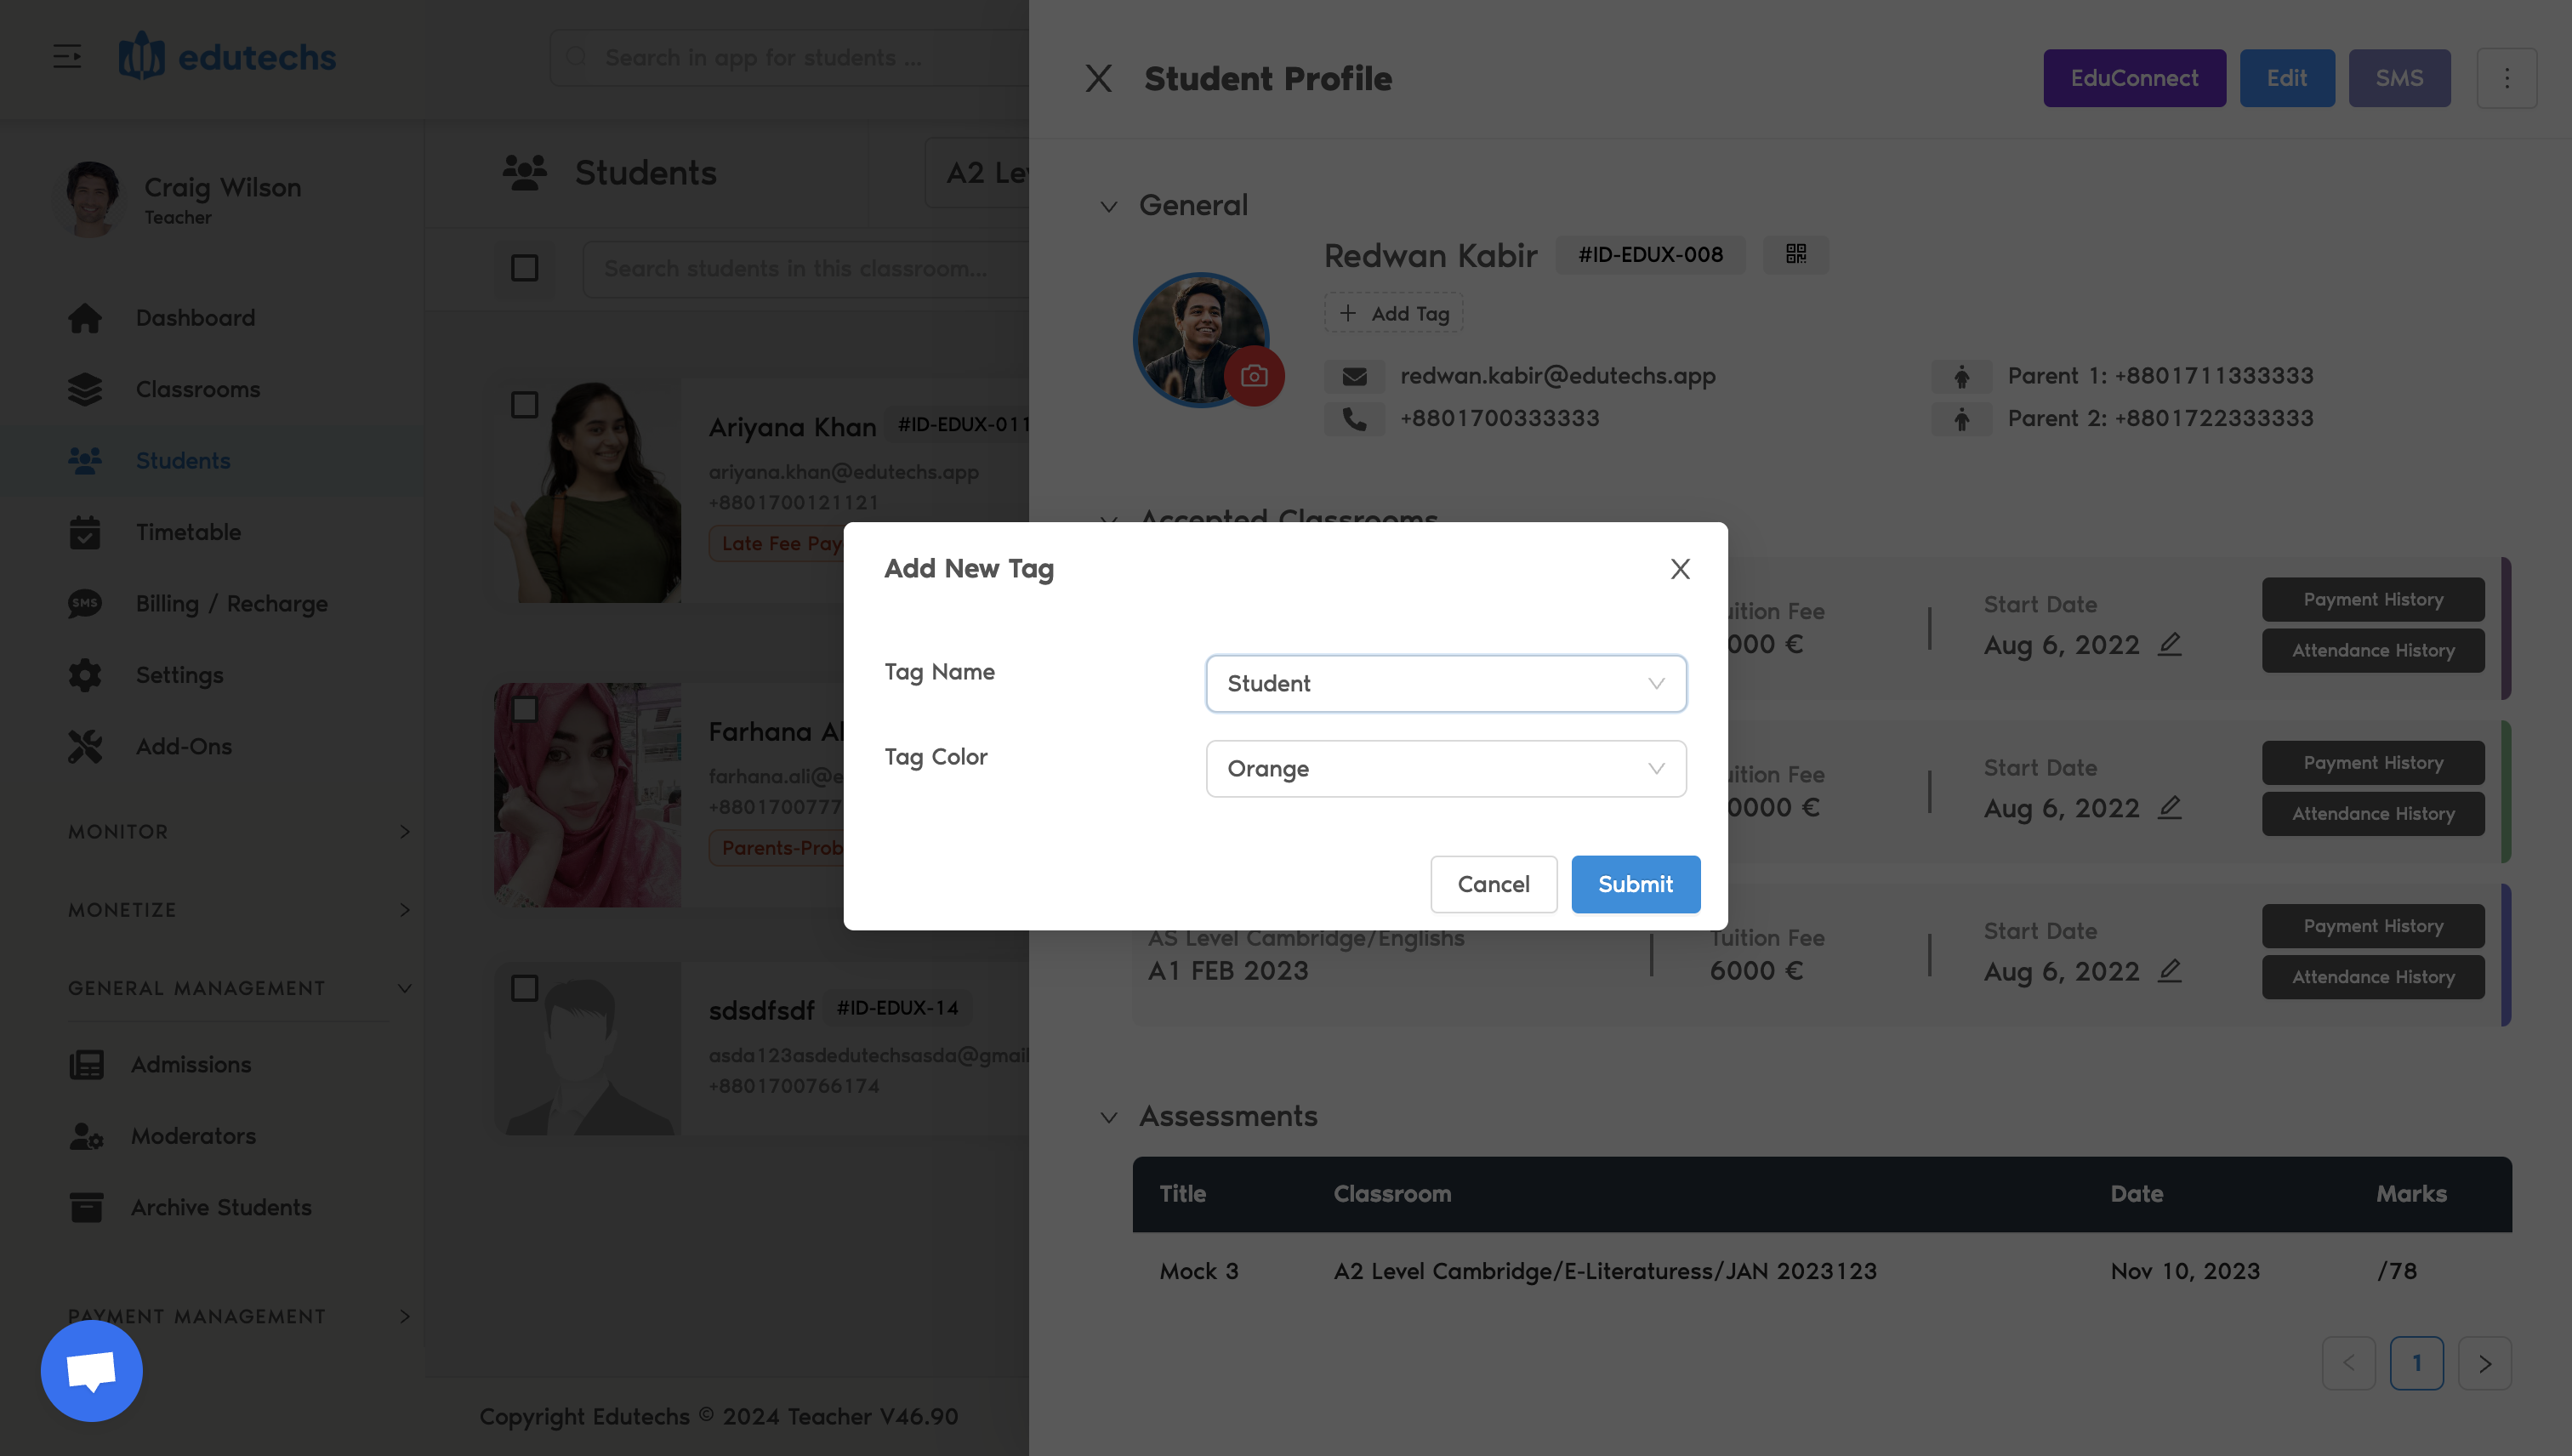 edutechs
Search in app for students ...
Craig Wilson
Teacher
Dashboard
Classrooms
Students
Timetable
SMS
Billing / Recharge
Settings
Add-Ons
MONITOR
MONETIZE
GENERAL MANAGEMENT
Admissions
Moderators
Archive Students
PAYMENT MANAGEMENT
Students
A2 Lev
Search students in this classroom...
Ariyana Khan #ID-EDUX-011
ariyana.khan@edutechs.app
+8801700121121
Late Fee Pay
Farhana Al
farhana.ali@e
+8801700777
Parents-Prob
sdsdfsdf #ID-EDUX-14
asda123asdedutechsasda@gmail
+8801700766174
Copyright Edutechs © 2024 Teacher V46.90
Student Profile
EduConnect
Edit
SMS
General
Redwan Kabir #ID-EDUX-008
Add Tag
redwan.kabir@edutechs.app
Parent 1: +8801711333333
+8801700333333
Parent 2: +8801722333333
Accepted Classrooms
Tuition Fee
000 €
Start Date
Aug 6, 2022
Payment History
Attendance History
uition Fee
0000 €
Start Date
Aug 6, 2022
Payment History
Attendance History
AS Level Cambridge/Englishs
A1 FEB 2023
Tuition Fee
6000 €
Start Date
Aug 6, 2022
Payment History
Attendance History
Assessments
Title Classroom Date Marks
Mock 3 A2 Level Cambridge/E-Literaturess/JAN 2023123 Nov 10, 2023 /78
1
Add New Tag
Tag Name
Student
Tag Color
Orange
Cancel
Submit